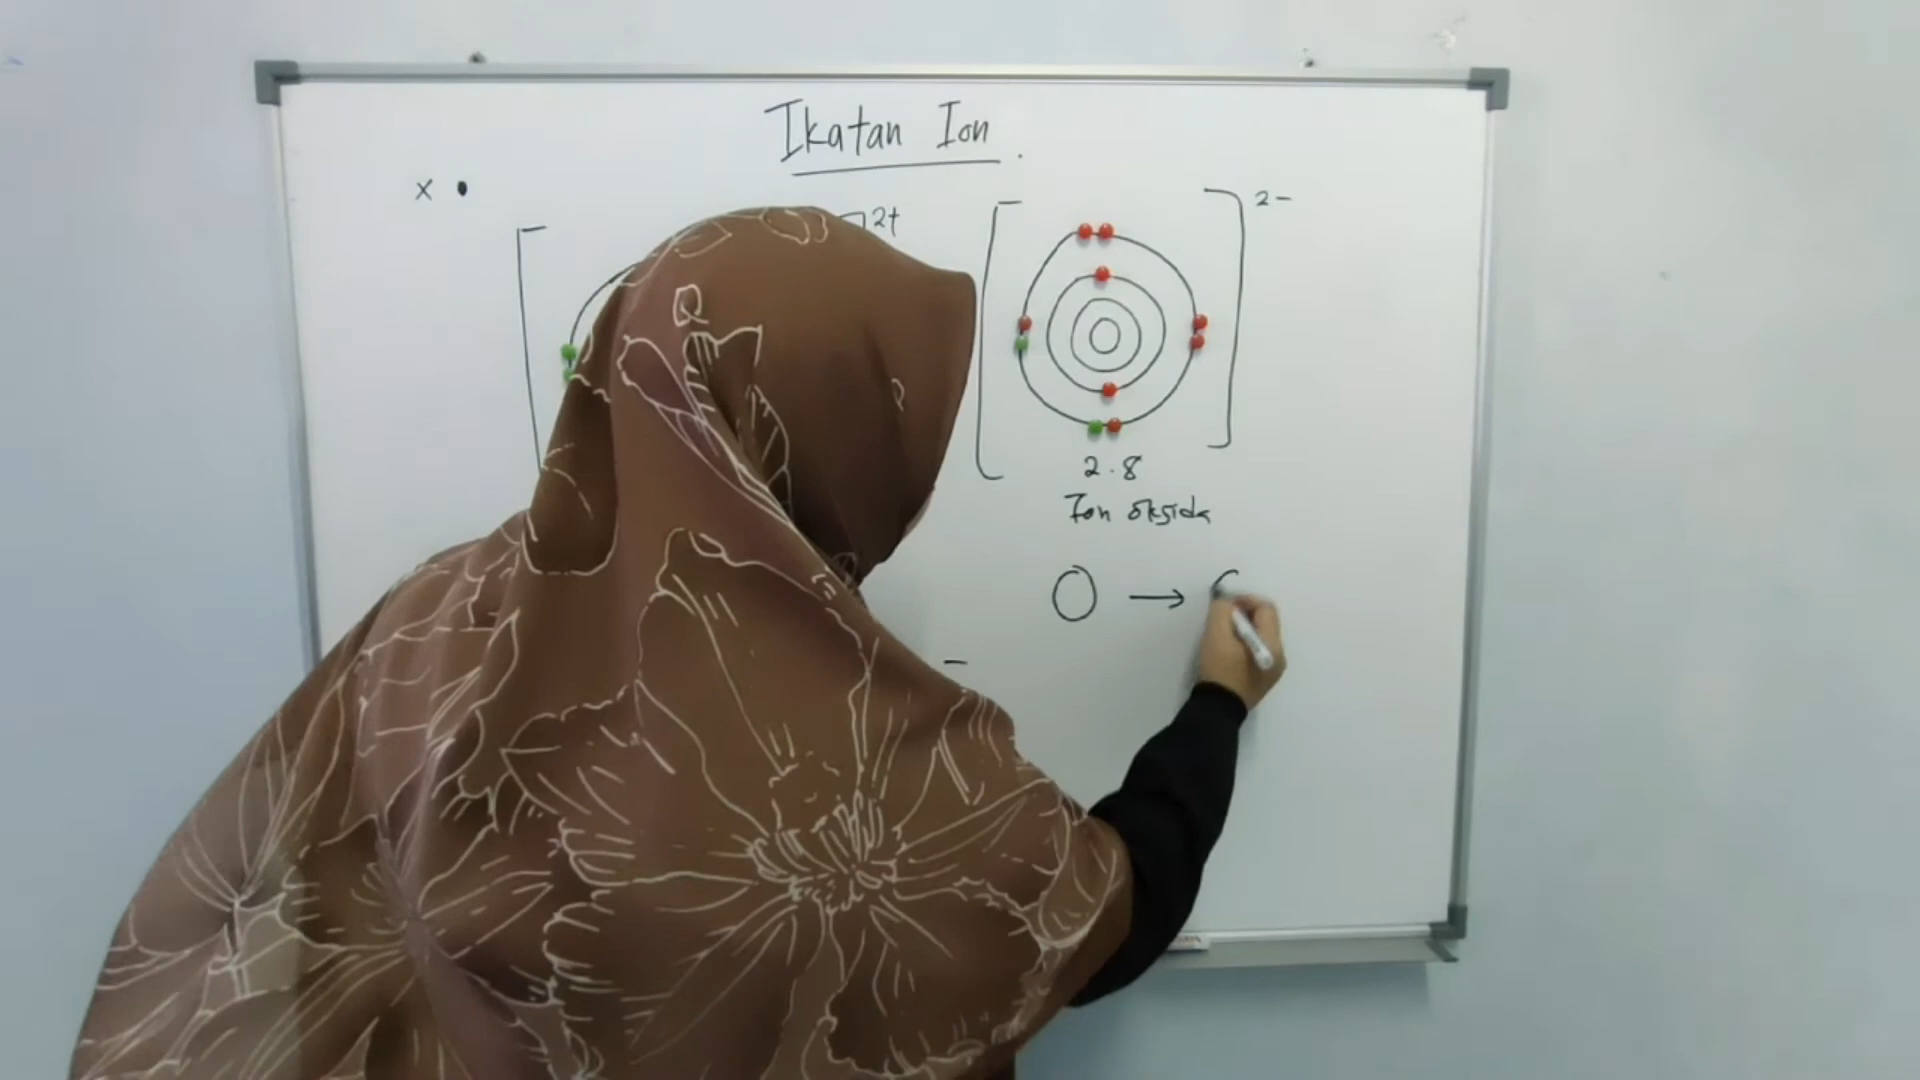 Ikatan Ion.
x •
2+
2-
2.8
Ion oksida
O →
-